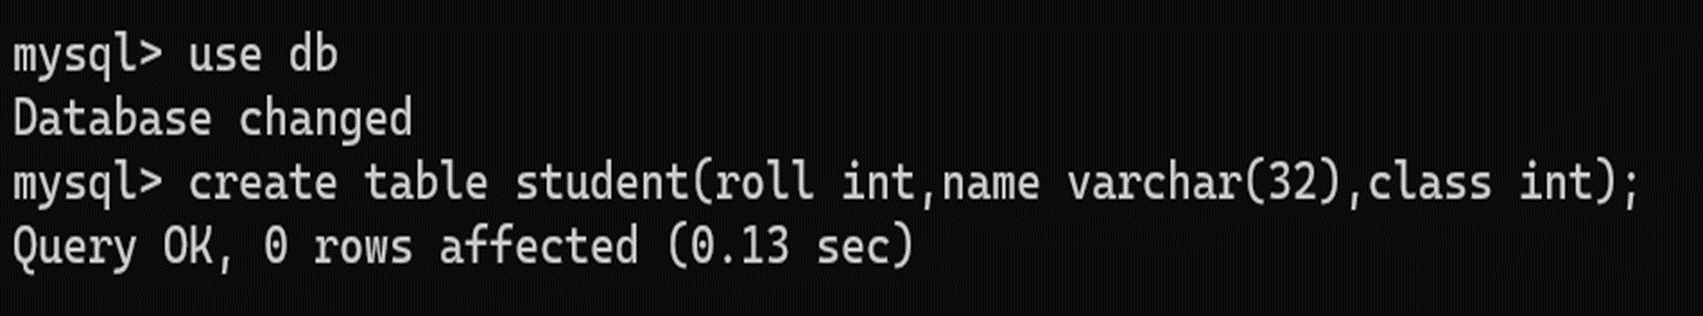 mysql> use db
Database changed
mysql> create table student(roll int,name varchar(32),class int);
Query OK, 0 rows affected (0.13 sec)